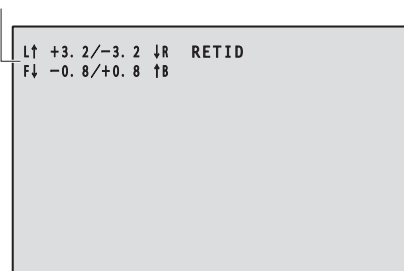 L↑ +3. 2/−3. 2 ↓R RETID
F↓ −0. 8/+0. 8 ↑B